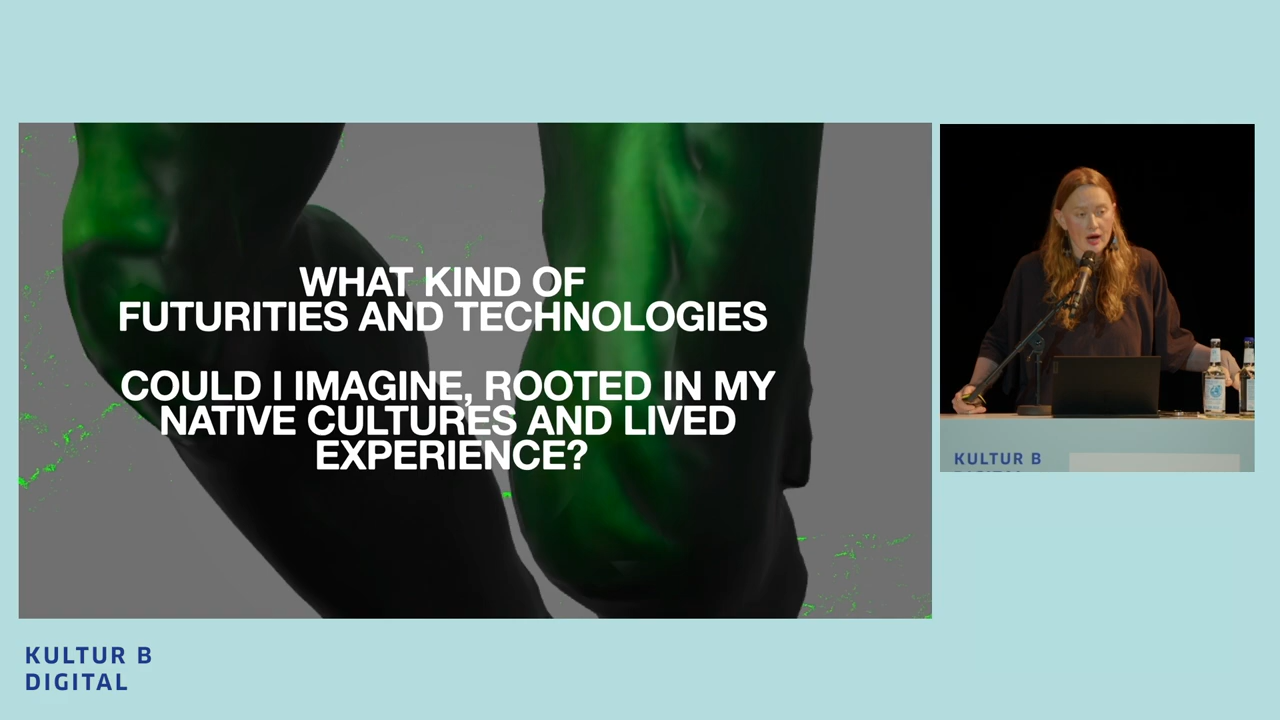 WHAT KIND OF
FUTURITIES AND TECHNOLOGIES
COULD I IMAGINE, ROOTED IN MY
NATIVE CULTURES AND LIVED
EXPERIENCE?
KULTUR B
KULTUR B
DIGITAL